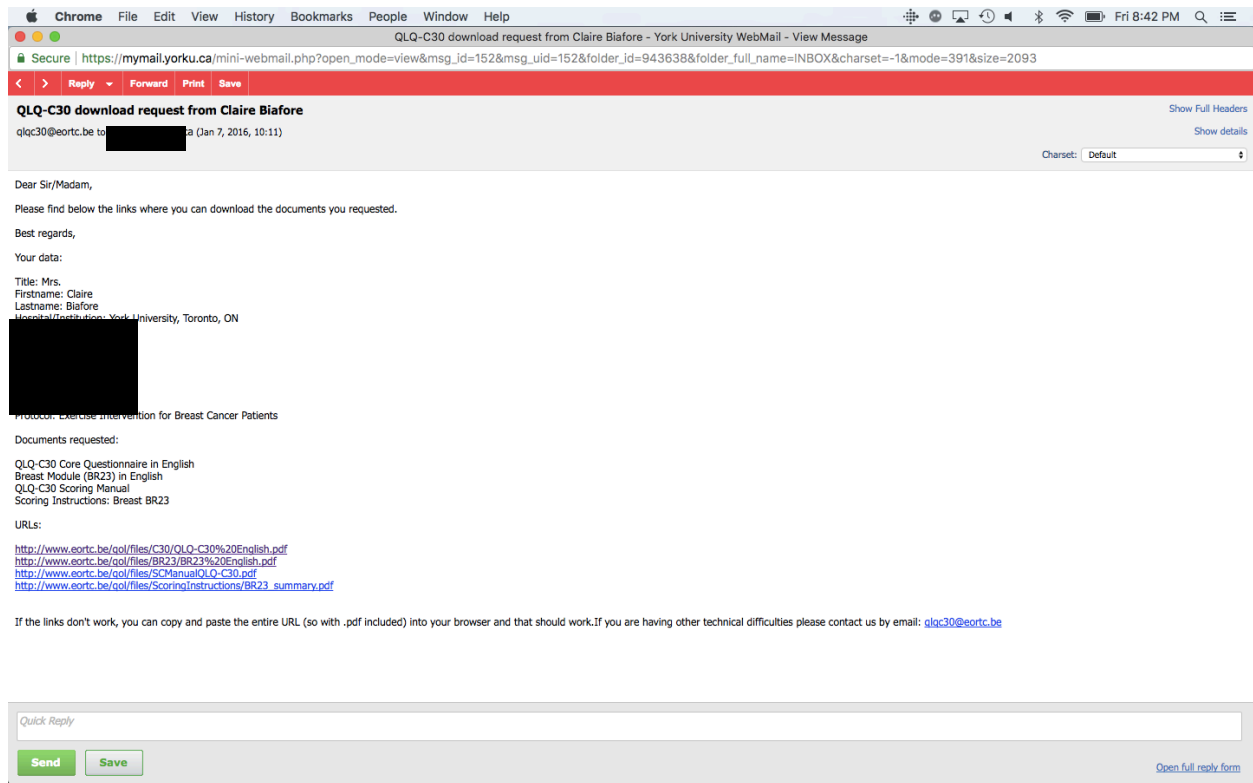 Chrome File Edit View History Bookmarks People Window Help Fri 8:42 PM
QLQ-C30 download request from Claire Biafore - York University WebMail - View Message
Secure | https://mymail.yorku.ca/mini-webmail.php?open_mode=view&msg_id=152&msg_uid=152&folder_id=943638&folder_full_name=INBOX&charset=-1&mode=391&size=2093
Reply Forward Print Save
QLQ-C30 download request from Claire Biafore Show Full Headers
qlqc30@eortc.be to a (Jan 7, 2016, 10:11) Show details
Charset: Default
Dear Sir/Madam,
Please find below the links where you can download the documents you requested.
Best regards,
Your data:
Title: Mrs.
Firstname: Claire
Lastname: Biafore
Hospital/Institution: York University, Toronto, ON
Protocol: Exercise Intervention for Breast Cancer Patients
Documents requested:
QLQ-C30 Core Questionnaire in English
Breast Module (BR23) in English
QLQ-C30 Scoring Manual
Scoring Instructions: Breast BR23
URLs:
http://www.eortc.be/qol/files/C30/QLQ-C30%20English.pdf
http://www.eortc.be/qol/files/BR23/BR23%20English.pdf
http://www.eortc.be/qol/files/SCManualQLQ-C30.pdf
http://www.eortc.be/qol/files/ScoringInstructions/BR23_summary.pdf
If the links don't work, you can copy and paste the entire URL (so with .pdf included) into your browser and that should work.If you are having other technical difficulties please contact us by email: qlqc30@eortc.be
Quick Reply
Send Save Open full reply form